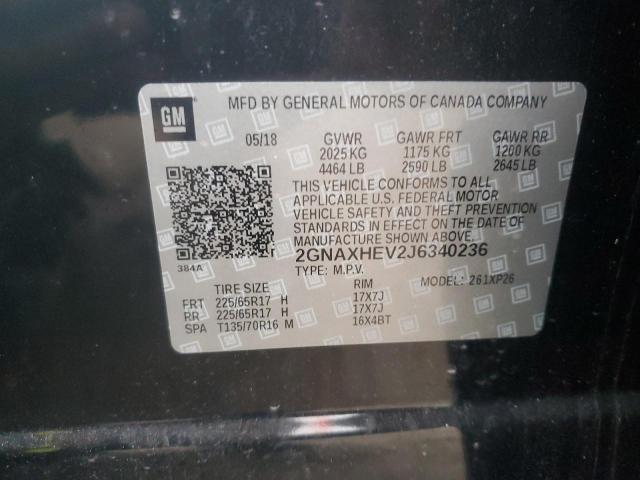 GM
MFD BY GENERAL MOTORS OF CANADA COMPANY
05/18 GVWR GAWR FRT GAWR RR
2025 KG 1175 KG 1200 KG
4464 LB 2590 LB 2645 LB
THIS VEHICLE CONFORMS TO ALL
APPLICABLE U.S. FEDERAL MOTOR
VEHICLE SAFETY AND THEFT PREVENTION
STANDARDS IN EFFECT ON THE DATE OF
MANUFACTURE SHOWN ABOVE.
384A
2GNAXHEV2J6340236
TYPE: M.P.V. MODEL: 261XP26
TIRE SIZE RIM
FRT 225/65R17 H 17X7J
RR 225/65R17 H 17X7J
SPA T135/70R16 M 16X4BT